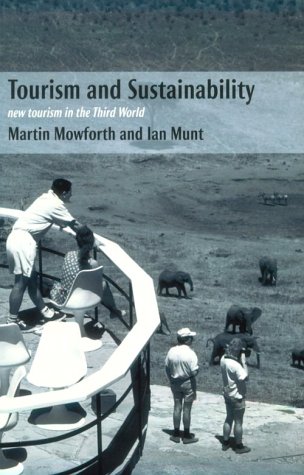 Tourism and Sustainability
new tourism in the Third World
Martin Mowforth and Ian Munt